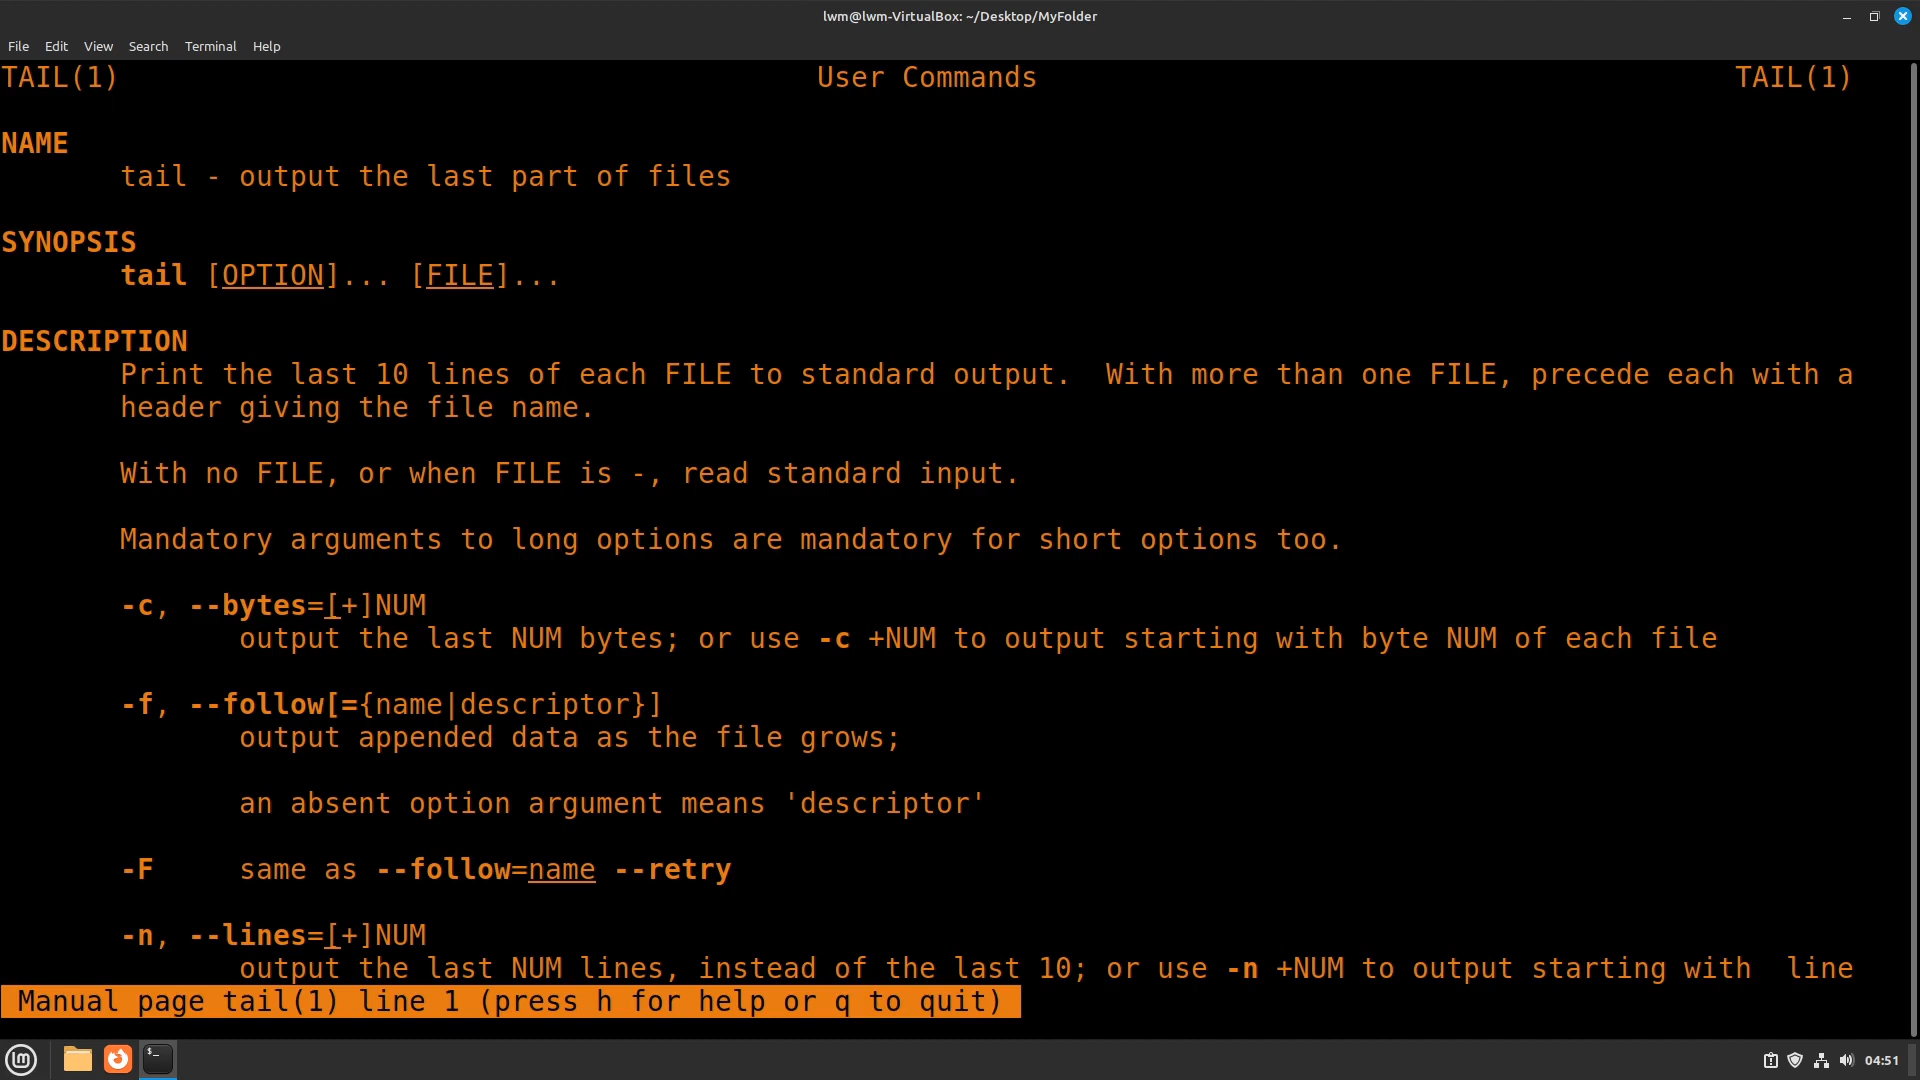 lwm@lwm-VirtualBox: ~/Desktop/MyFolder
File Edit View Search Terminal Help
TAIL(1) User Commands TAIL(1)
NAME
tail - output the last part of files
SYNOPSIS
tail [OPTION]... [FILE]...
DESCRIPTION
Print the last 10 lines of each FILE to standard output.  With more than one FILE, precede each with a
header giving the file name.
With no FILE, or when FILE is -, read standard input.
Mandatory arguments to long options are mandatory for short options too.
-c, --bytes=[+]NUM
output the last NUM bytes; or use -c +NUM to output starting with byte NUM of each file
-f, --follow[={name|descriptor}]
output appended data as the file grows;
an absent option argument means 'descriptor'
-F same as --follow=name --retry
-n, --lines=[+]NUM
output the last NUM lines, instead of the last 10; or use -n +NUM to output starting with  line
Manual page tail(1) line 1 (press h for help or q to quit)
$_
04:51